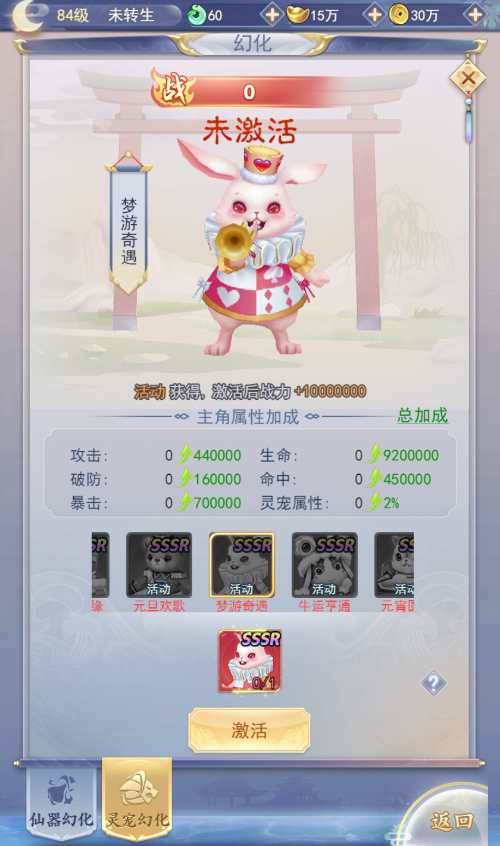 84级 未转生 60 15万 30万
幻化
战 0
未激活
梦游奇遇
活动 获得, 激活后战力 +10000000
主角属性加成 总加成
攻击: 0 440000 生命: 0 9200000
破防: 0 160000 命中: 0 450000
暴击: 0 700000 灵宠属性: 0 2%
SSSR SSSR SSSR SSSR
活动 活动 活动 活动
缘 元旦欢歌 梦游奇遇 牛运亨通 元宵
SSSR
0/1
?
激活
仙器幻化 灵宠幻化 返回